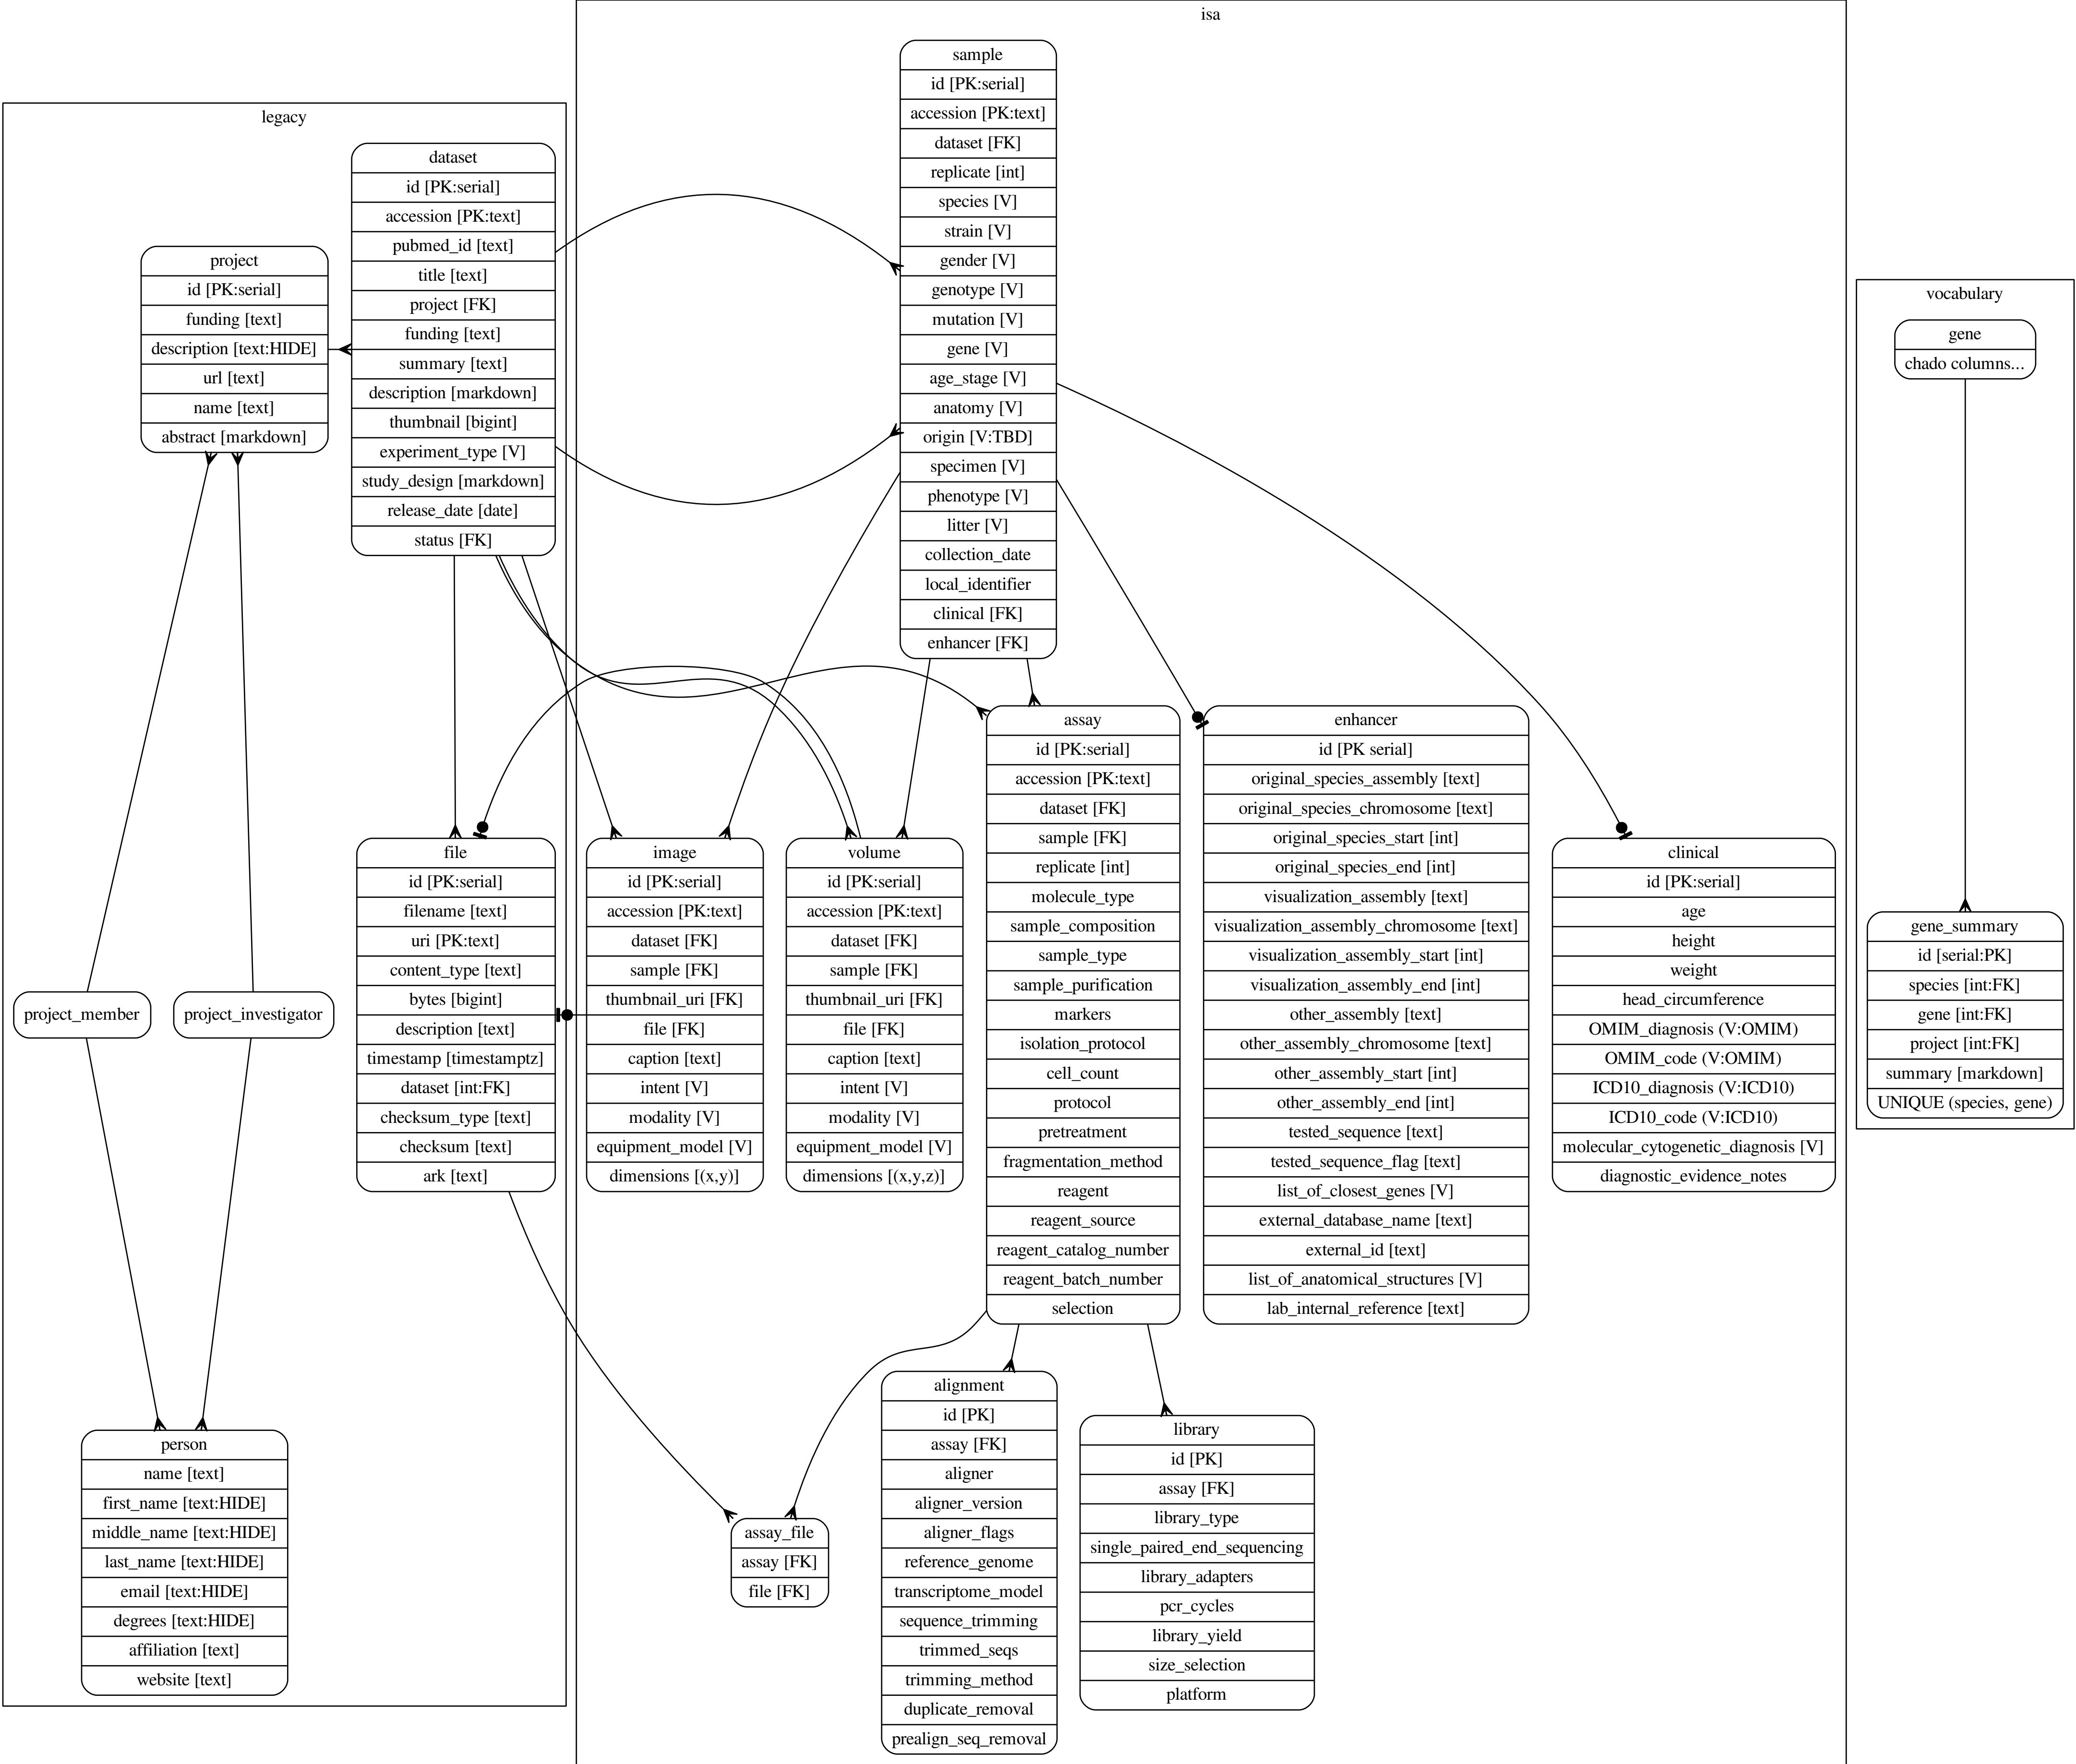 isa
legacy
vocabulary
project
id [PK:serial]
funding [text]
description [text:HIDE]
url [text]
name [text]
abstract [markdown]
dataset
id [PK:serial]
accession [PK:text]
pubmed_id [text]
title [text]
project [FK]
funding [text]
summary [text]
description [markdown]
thumbnail [bigint]
experiment_type [V]
study_design [markdown]
release_date [date]
status [FK]
project_member
project_investigator
file
id [PK:serial]
filename [text]
uri [PK:text]
content_type [text]
bytes [bigint]
description [text]
timestamp [timestamptz]
dataset [int:FK]
checksum_type [text]
checksum [text]
ark [text]
person
name [text]
first_name [text:HIDE]
middle_name [text:HIDE]
last_name [text:HIDE]
email [text:HIDE]
degrees [text:HIDE]
affiliation [text]
website [text]
sample
id [PK:serial]
accession [PK:text]
dataset [FK]
replicate [int]
species [V]
strain [V]
gender [V]
genotype [V]
mutation [V]
gene [V]
age_stage [V]
anatomy [V]
origin [V:TBD]
specimen [V]
phenotype [V]
litter [V]
collection_date
local_identifier
clinical [FK]
enhancer [FK]
image
id [PK:serial]
accession [PK:text]
dataset [FK]
sample [FK]
thumbnail_uri [FK]
file [FK]
caption [text]
intent [V]
modality [V]
equipment_model [V]
dimensions [(x,y)]
volume
id [PK:serial]
accession [PK:text]
dataset [FK]
sample [FK]
thumbnail_uri [FK]
file [FK]
caption [text]
intent [V]
modality [V]
equipment_model [V]
dimensions [(x,y,z)]
assay
id [PK:serial]
accession [PK:text]
dataset [FK]
sample [FK]
replicate [int]
molecule_type
sample_composition
sample_type
sample_purification
markers
isolation_protocol
cell_count
protocol
pretreatment
fragmentation_method
reagent
reagent_source
reagent_catalog_number
reagent_batch_number
selection
enhancer
id [PK serial]
original_species_assembly [text]
original_species_chromosome [text]
original_species_start [int]
original_species_end [int]
visualization_assembly [text]
visualization_assembly_chromosome [text]
visualization_assembly_start [int]
visualization_assembly_end [int]
other_assembly [text]
other_assembly_chromosome [text]
other_assembly_start [int]
other_assembly_end [int]
tested_sequence [text]
tested_sequence_flag [text]
list_of_closest_genes [V]
external_database_name [text]
external_id [text]
list_of_anatomical_structures [V]
lab_internal_reference [text]
clinical
id [PK:serial]
age
height
weight
head_circumference
OMIM_diagnosis (V:OMIM)
OMIM_code (V:OMIM)
ICD10_diagnosis (V:ICD10)
ICD10_code (V:ICD10)
molecular_cytogenetic_diagnosis [V]
diagnostic_evidence_notes
assay_file
assay [FK]
file [FK]
alignment
id [PK]
assay [FK]
aligner
aligner_version
aligner_flags
reference_genome
transcriptome_model
sequence_trimming
trimmed_seqs
trimming_method
duplicate_removal
prealign_seq_removal
library
id [PK]
assay [FK]
library_type
single_paired_end_sequencing
library_adapters
pcr_cycles
library_yield
size_selection
platform
gene
chado columns...
gene_summary
id [serial:PK]
species [int:FK]
gene [int:FK]
project [int:FK]
summary [markdown]
UNIQUE (species, gene)